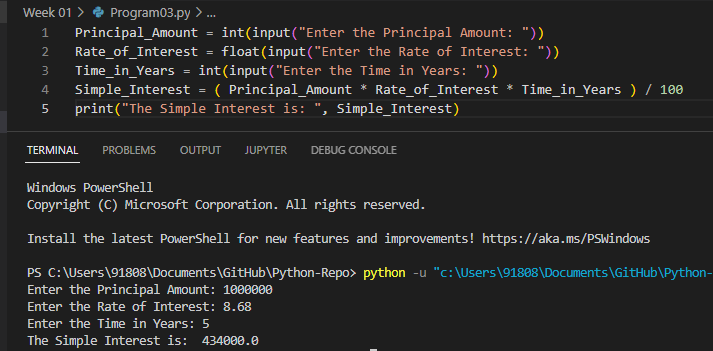 Week 01 > Program03.py > ...
1 Principal_Amount = int(input("Enter the Principal Amount: "))
2 Rate_of_Interest = float(input("Enter the Rate of Interest: "))
3 Time_in_Years = int(input("Enter the Time in Years: "))
4 Simple_Interest = ( Principal_Amount * Rate_of_Interest * Time_in_Years ) / 100
5 print("The Simple Interest is: ", Simple_Interest)
TERMINAL PROBLEMS OUTPUT JUPYTER DEBUG CONSOLE
Windows PowerShell
Copyright (C) Microsoft Corporation. All rights reserved.
Install the latest PowerShell for new features and improvements! https://aka.ms/PSWindows
PS C:\Users\91808\Documents\GitHub\Python-Repo> python -u "c:\Users\91808\Documents\GitHub\Python-
Enter the Principal Amount: 1000000
Enter the Rate of Interest: 8.68
Enter the Time in Years: 5
The Simple Interest is:  434000.0